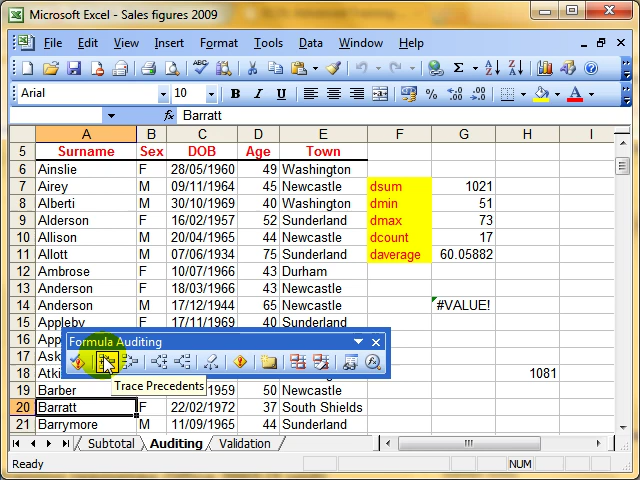 Microsoft Excel - Sales figures 2009
File Edit View Insert Format Tools Data Window Help
Arial 10 B I U
Barratt
A B C D E F G H I
5 Surname Sex DOB Age Town
6 Ainslie F 28/05/1960 49 Washington
7 Airey M 09/11/1964 45 Newcastle dsum 1021
8 Alberti M 30/10/1969 40 Washington dmin 51
9 Alderson F 16/02/1957 52 Sunderland dmax 73
10 Allison M 20/04/1965 44 Newcastle dcount 17
11 Allott M 07/06/1934 75 Sunderland daverage 60.05882
12 Ambrose F 10/07/1966 43 Durham
13 Anderson F 18/03/1966 43 Newcastle
14 Anderson M 17/12/1944 65 Newcastle #VALUE!
15 Appleby F 17/11/1969 40 Sunderland
16
Formula Auditing
17
18 1081
Trace Precedents
19 Barber 50 Newcastle
20 Barratt F 22/02/1972 37 South Shields
21 Barrymore M 11/09/1965 44 Sunderland
Subtotal Auditing Validation
Ready NUM